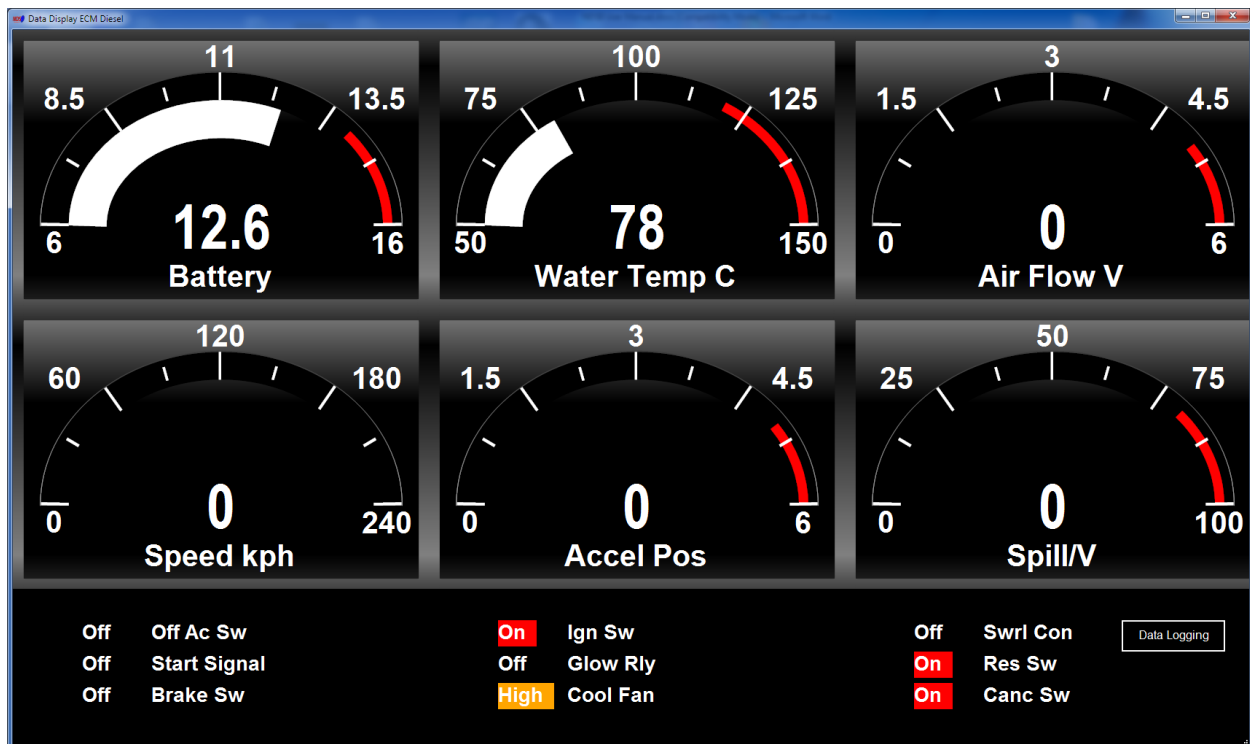 Data Display ECM Diesel
11
8.5 13.5
6 12.6 16
Battery
100
75 125
50 78 150
Water Temp C
3
1.5 4.5
0 0 6
Air Flow V
120
60 180
0 0 240
Speed kph
3
1.5 4.5
0 0 6
Accel Pos
50
25 75
0 0 100
Spill/V
Off Off Ac Sw
Off Start Signal
Off Brake Sw
On Ign Sw
Off Glow Rly
High Cool Fan
Off Swrl Con
On Res Sw
On Canc Sw
Data Logging